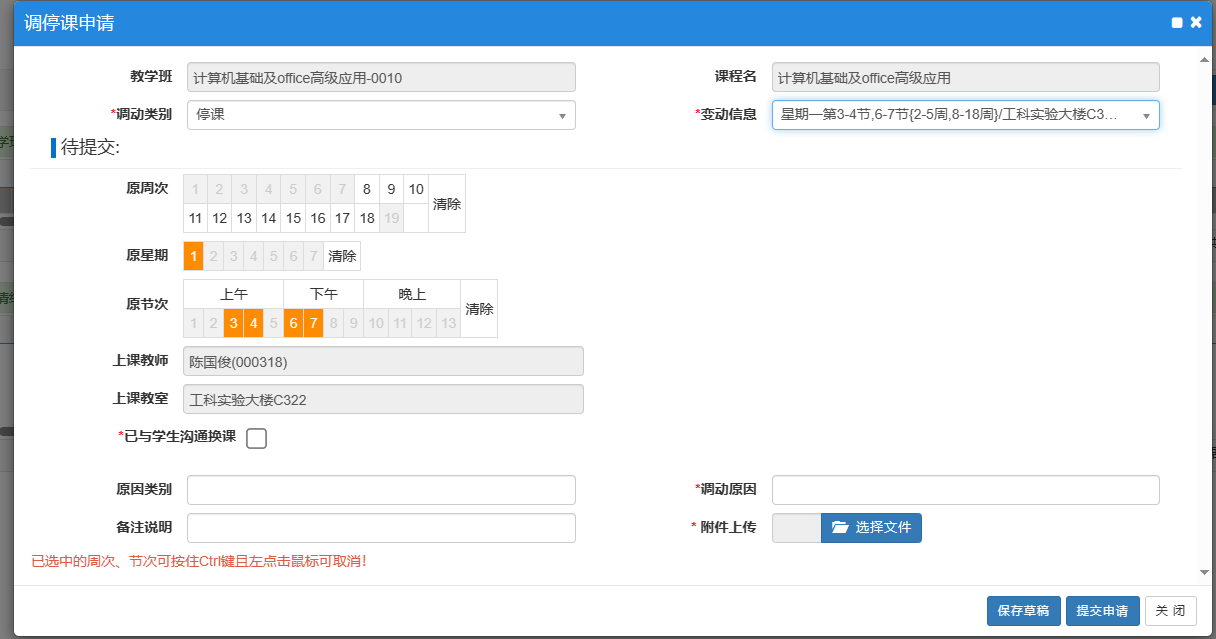 调停课申请
教学班 计算机基础及office高级应用-0010 课程名 计算机基础及office高级应用
*调动类别 停课 *变动信息 星期一第3-4节,6-7节{2-5周,8-18周}/工科实验大楼C3...
待提交:
原周次 1 2 3 4 5 6 7 8 9 10 清除
11 12 13 14 15 16 17 18 19
原星期 1 2 3 4 5 6 7 清除
原节次 上午 下午 晚上 清除
1 2 3 4 5 6 7 8 9 10 11 12 13
上课教师 陈国俊(000318)
上课教室 工科实验大楼C322
*已与学生沟通换课
原因类别 *调动原因
备注说明 * 附件上传 选择文件
已选中的周次、节次可按住Ctrl键且左点击鼠标可取消!
保存草稿 提交申请 关 闭